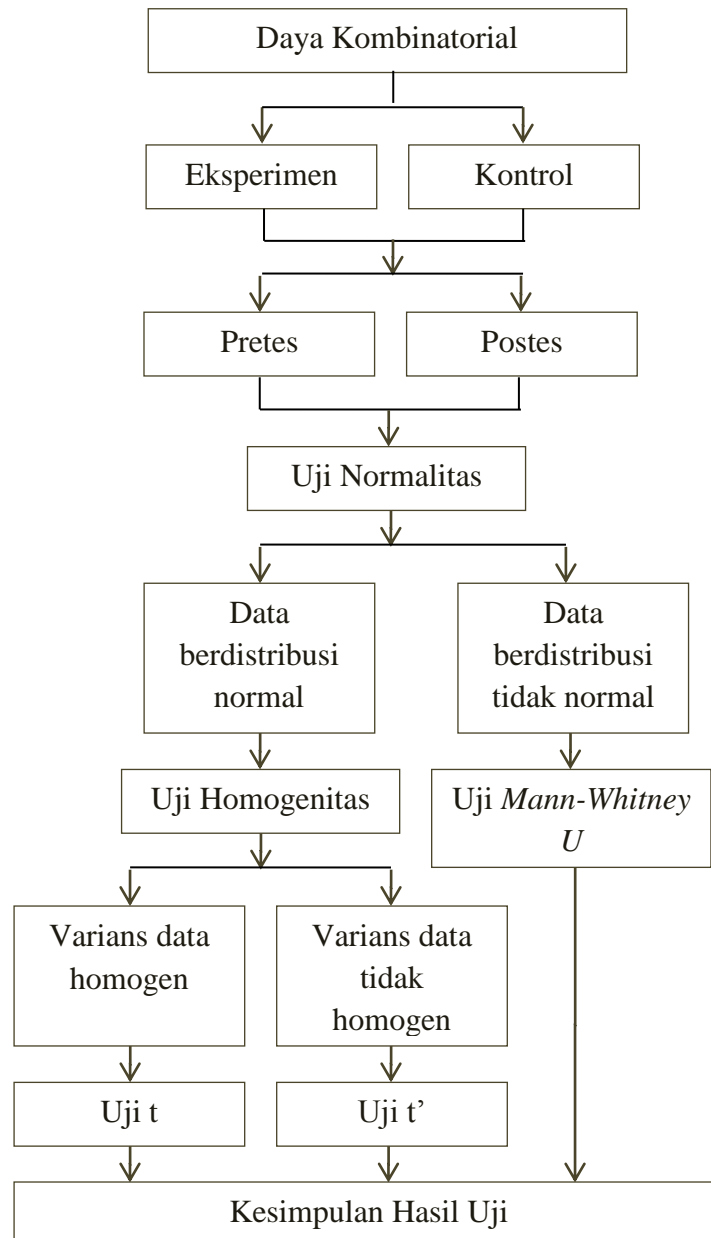 Daya Kombinatorial
Eksperimen
Kontrol
Pretes
Postes
Uji Normalitas
Data
berdistribusi
normal
Data
berdistribusi
tidak normal
Uji Homogenitas
Uji Mann-Whitney
U
Varians data
homogen
Varians data
tidak
homogen
Uji t
Uji t’
Kesimpulan Hasil Uji